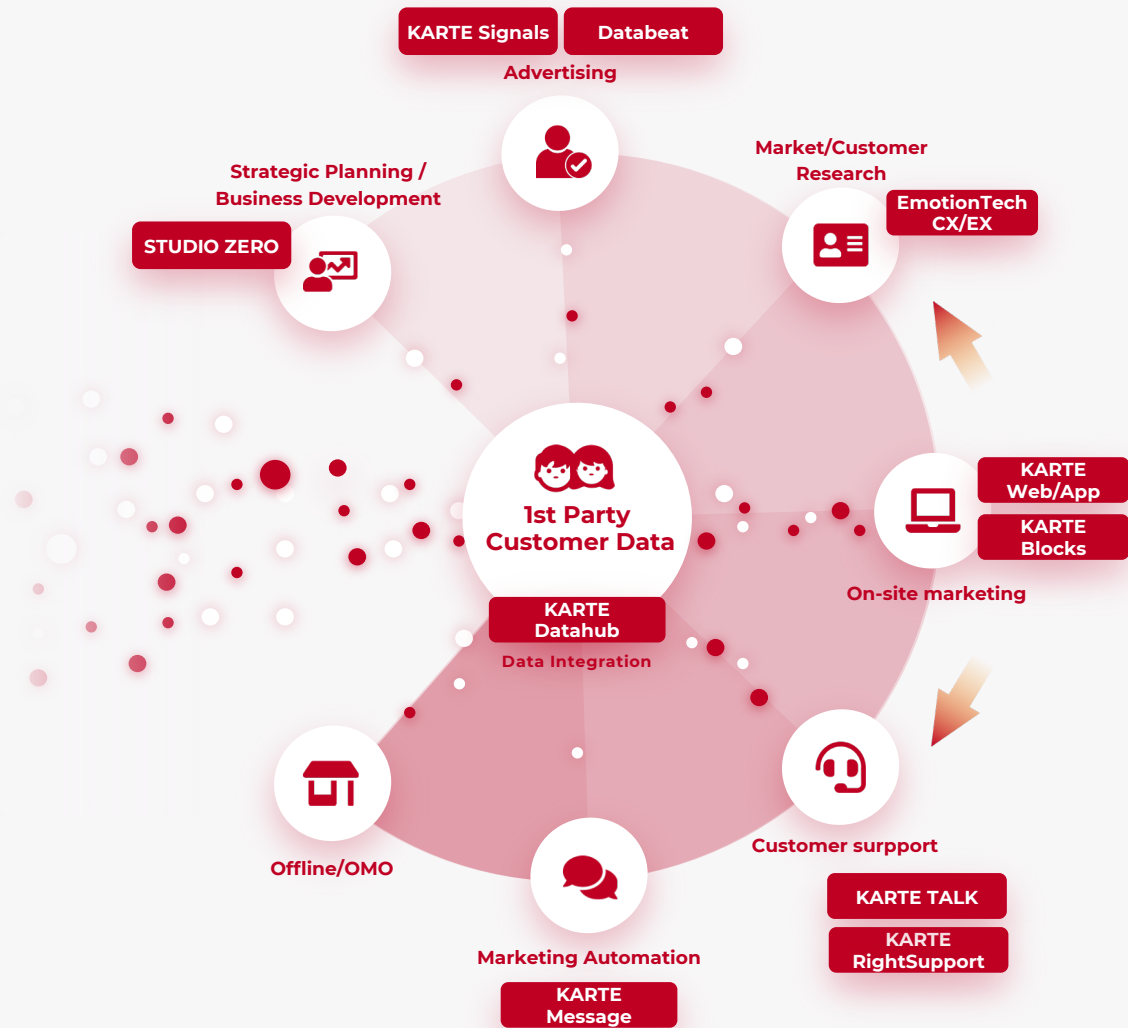 KARTE Signals
Databeat
Advertising
Strategic Planning /
Business Development
STUDIO ZERO
Market/Customer
Research
EmotionTech
CX/EX
1st Party
Customer Data
KARTE
Datahub
Data Integration
KARTE
Web/App
KARTE
Blocks
On-site marketing
Customer surpport
KARTE TALK
KARTE
RightSupport
Offline/OMO
Marketing Automation
KARTE
Message